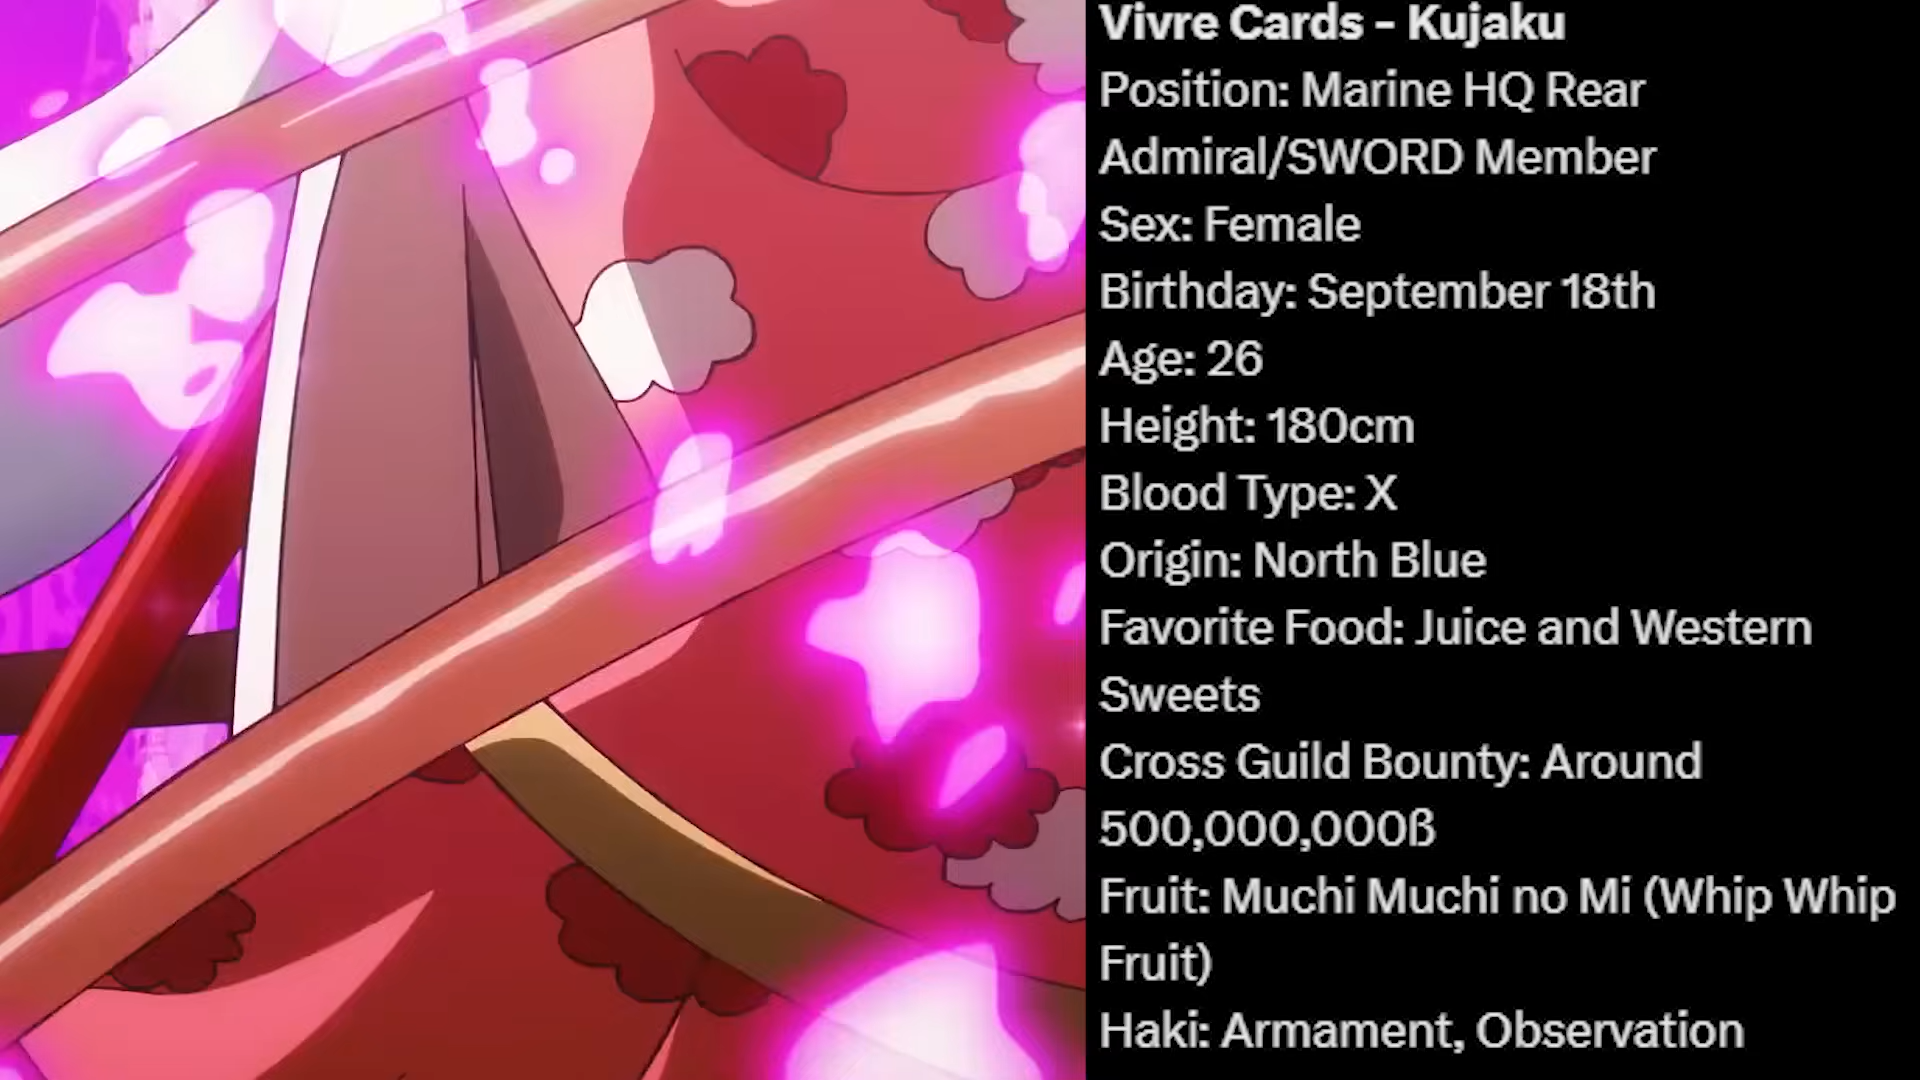 Vivre Cards - Kujaku
Position: Marine HQ Rear
Admiral/SWORD Member
Sex: Female
Birthday: September 18th
Age: 26
Height: 180cm
Blood Type: X
Origin: North Blue
Favorite Food: Juice and Western
Sweets
Cross Guild Bounty: Around
500,000,000ß
Fruit: Muchi Muchi no Mi (Whip Whip
Fruit)
Haki: Armament, Observation